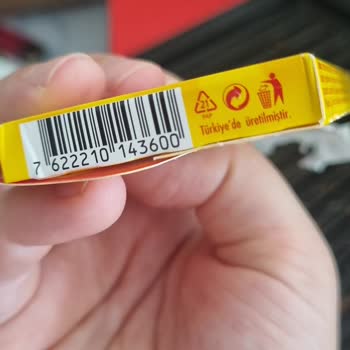 21
PAP
Türkiye'de üretilmiştir.
7 622210 143600